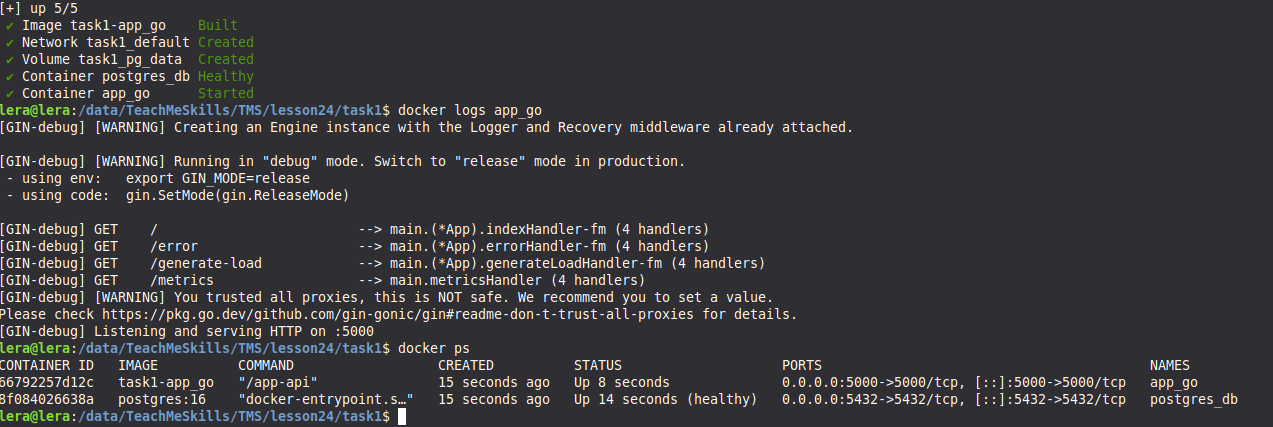 [+] up 5/5
✔ Image task1-app_go Built
✔ Network task1_default Created
✔ Volume task1_pg_data Created
✔ Container postgres_db Healthy
✔ Container app_go Started
lera@lera:/data/TeachMeSkills/TMS/lesson24/task1$ docker logs app_go
[GIN-debug] [WARNING] Creating an Engine instance with the Logger and Recovery middleware already attached.
[GIN-debug] [WARNING] Running in "debug" mode. Switch to "release" mode in production.
- using env: export GIN_MODE=release
- using code: gin.SetMode(gin.ReleaseMode)
[GIN-debug] GET / --> main.(*App).indexHandler-fm (4 handlers)
[GIN-debug] GET /error --> main.(*App).errorHandler-fm (4 handlers)
[GIN-debug] GET /generate-load --> main.(*App).generateLoadHandler-fm (4 handlers)
[GIN-debug] GET /metrics --> main.metricsHandler (4 handlers)
[GIN-debug] [WARNING] You trusted all proxies, this is NOT safe. We recommend you to set a value.
Please check https://pkg.go.dev/github.com/gin-gonic/gin#readme-don-t-trust-all-proxies for details.
[GIN-debug] Listening and serving HTTP on :5000
lera@lera:/data/TeachMeSkills/TMS/lesson24/task1$ docker ps
CONTAINER ID IMAGE COMMAND CREATED STATUS PORTS NAMES
66792257d12c task1-app_go "/app-api" 15 seconds ago Up 8 seconds 0.0.0.0:5000->5000/tcp, [::]:5000->5000/tcp app_go
8f084026638a postgres:16 "docker-entrypoint.s…" 15 seconds ago Up 14 seconds (healthy) 0.0.0.0:5432->5432/tcp, [::]:5432->5432/tcp postgres_db
lera@lera:/data/TeachMeSkills/TMS/lesson24/task1$